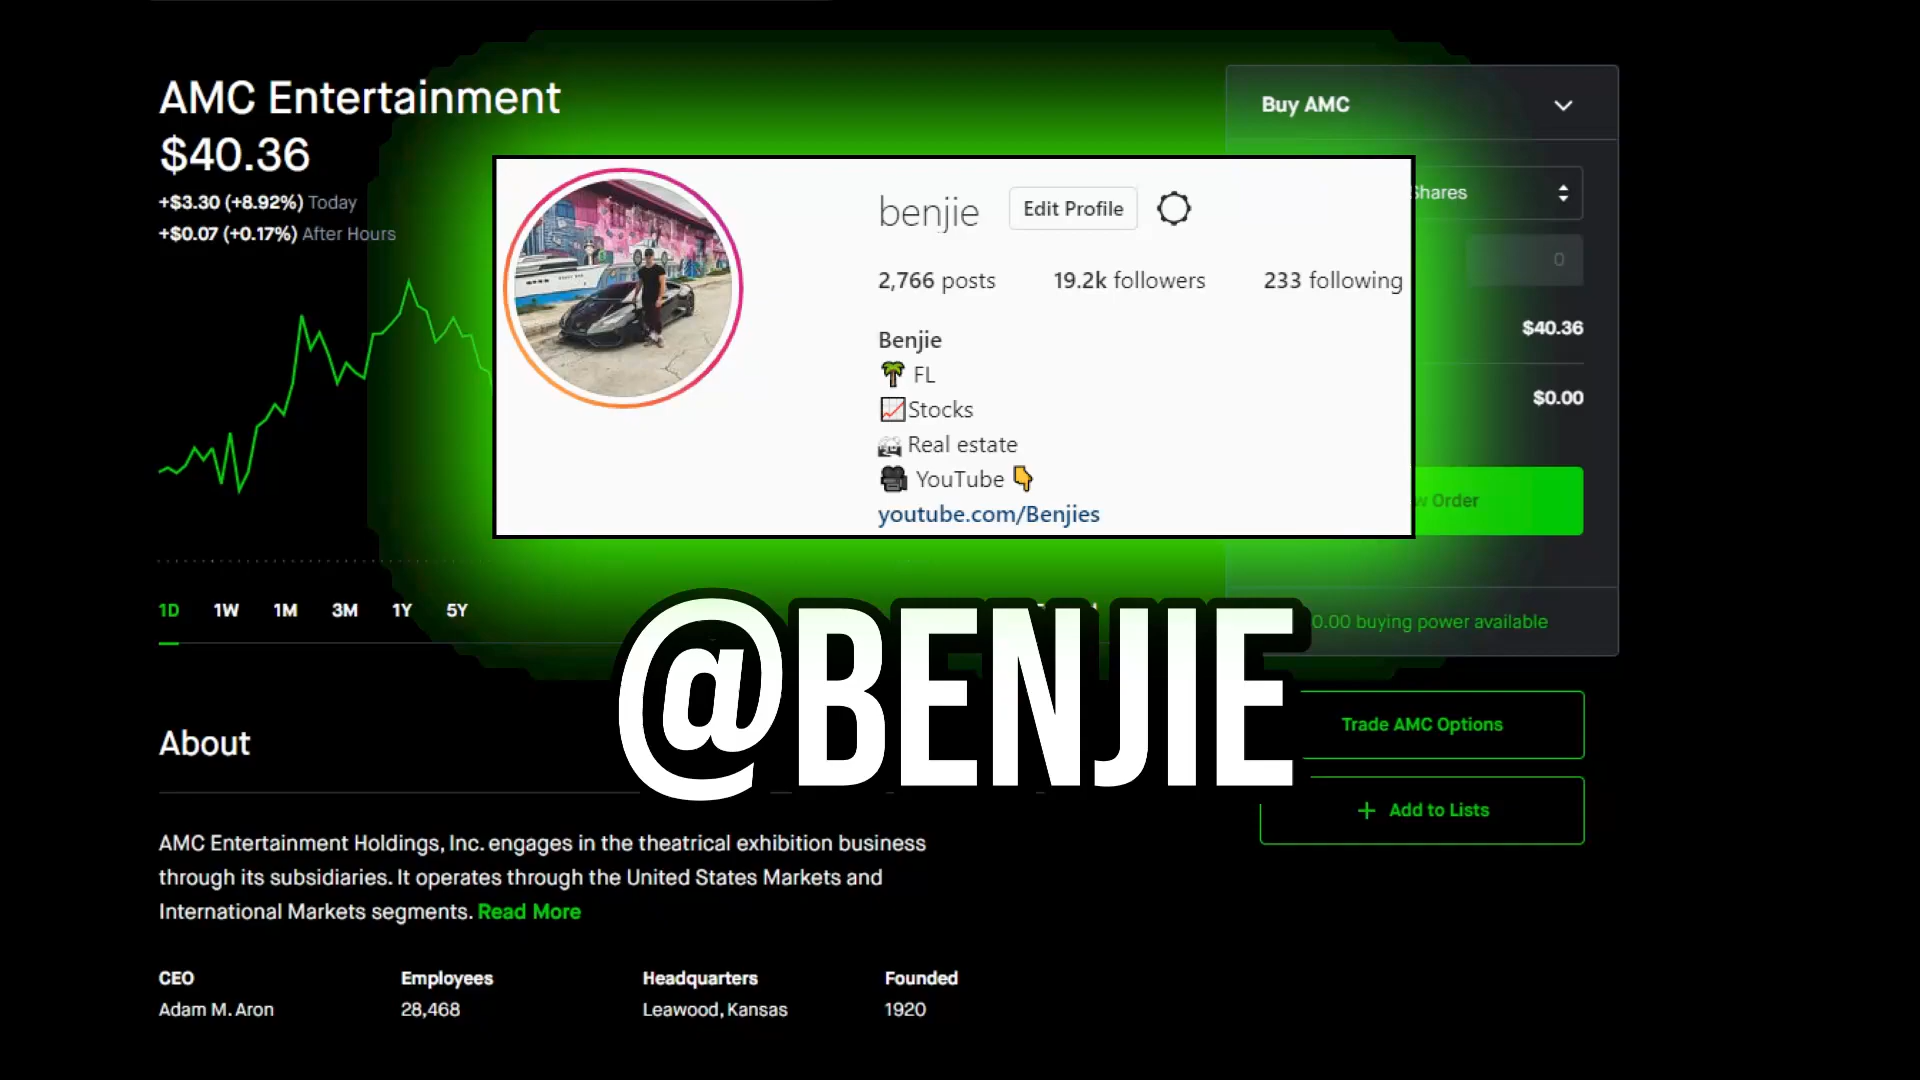 AMC Entertainment
$40.36
+$3.30 (+8.92%) Today
+$0.07 (+0.17%) After Hours
1D 1W 1M 3M 1Y 5Y
benjie Edit Profile
2,766 posts 19.2k followers 233 following
Benjie
FL
Stocks
Real estate
YouTube
youtube.com/Benjies
@BENJIE
Buy AMC
Shares
0
$40.36
$0.00
Order
0.00 buying power available
Trade AMC Options
+ Add to Lists
About
AMC Entertainment Holdings, Inc. engages in the theatrical exhibition business
through its subsidiaries. It operates through the United States Markets and
International Markets segments. Read More
CEO Employees Headquarters Founded
Adam M. Aron 28,468 Leawood, Kansas 1920